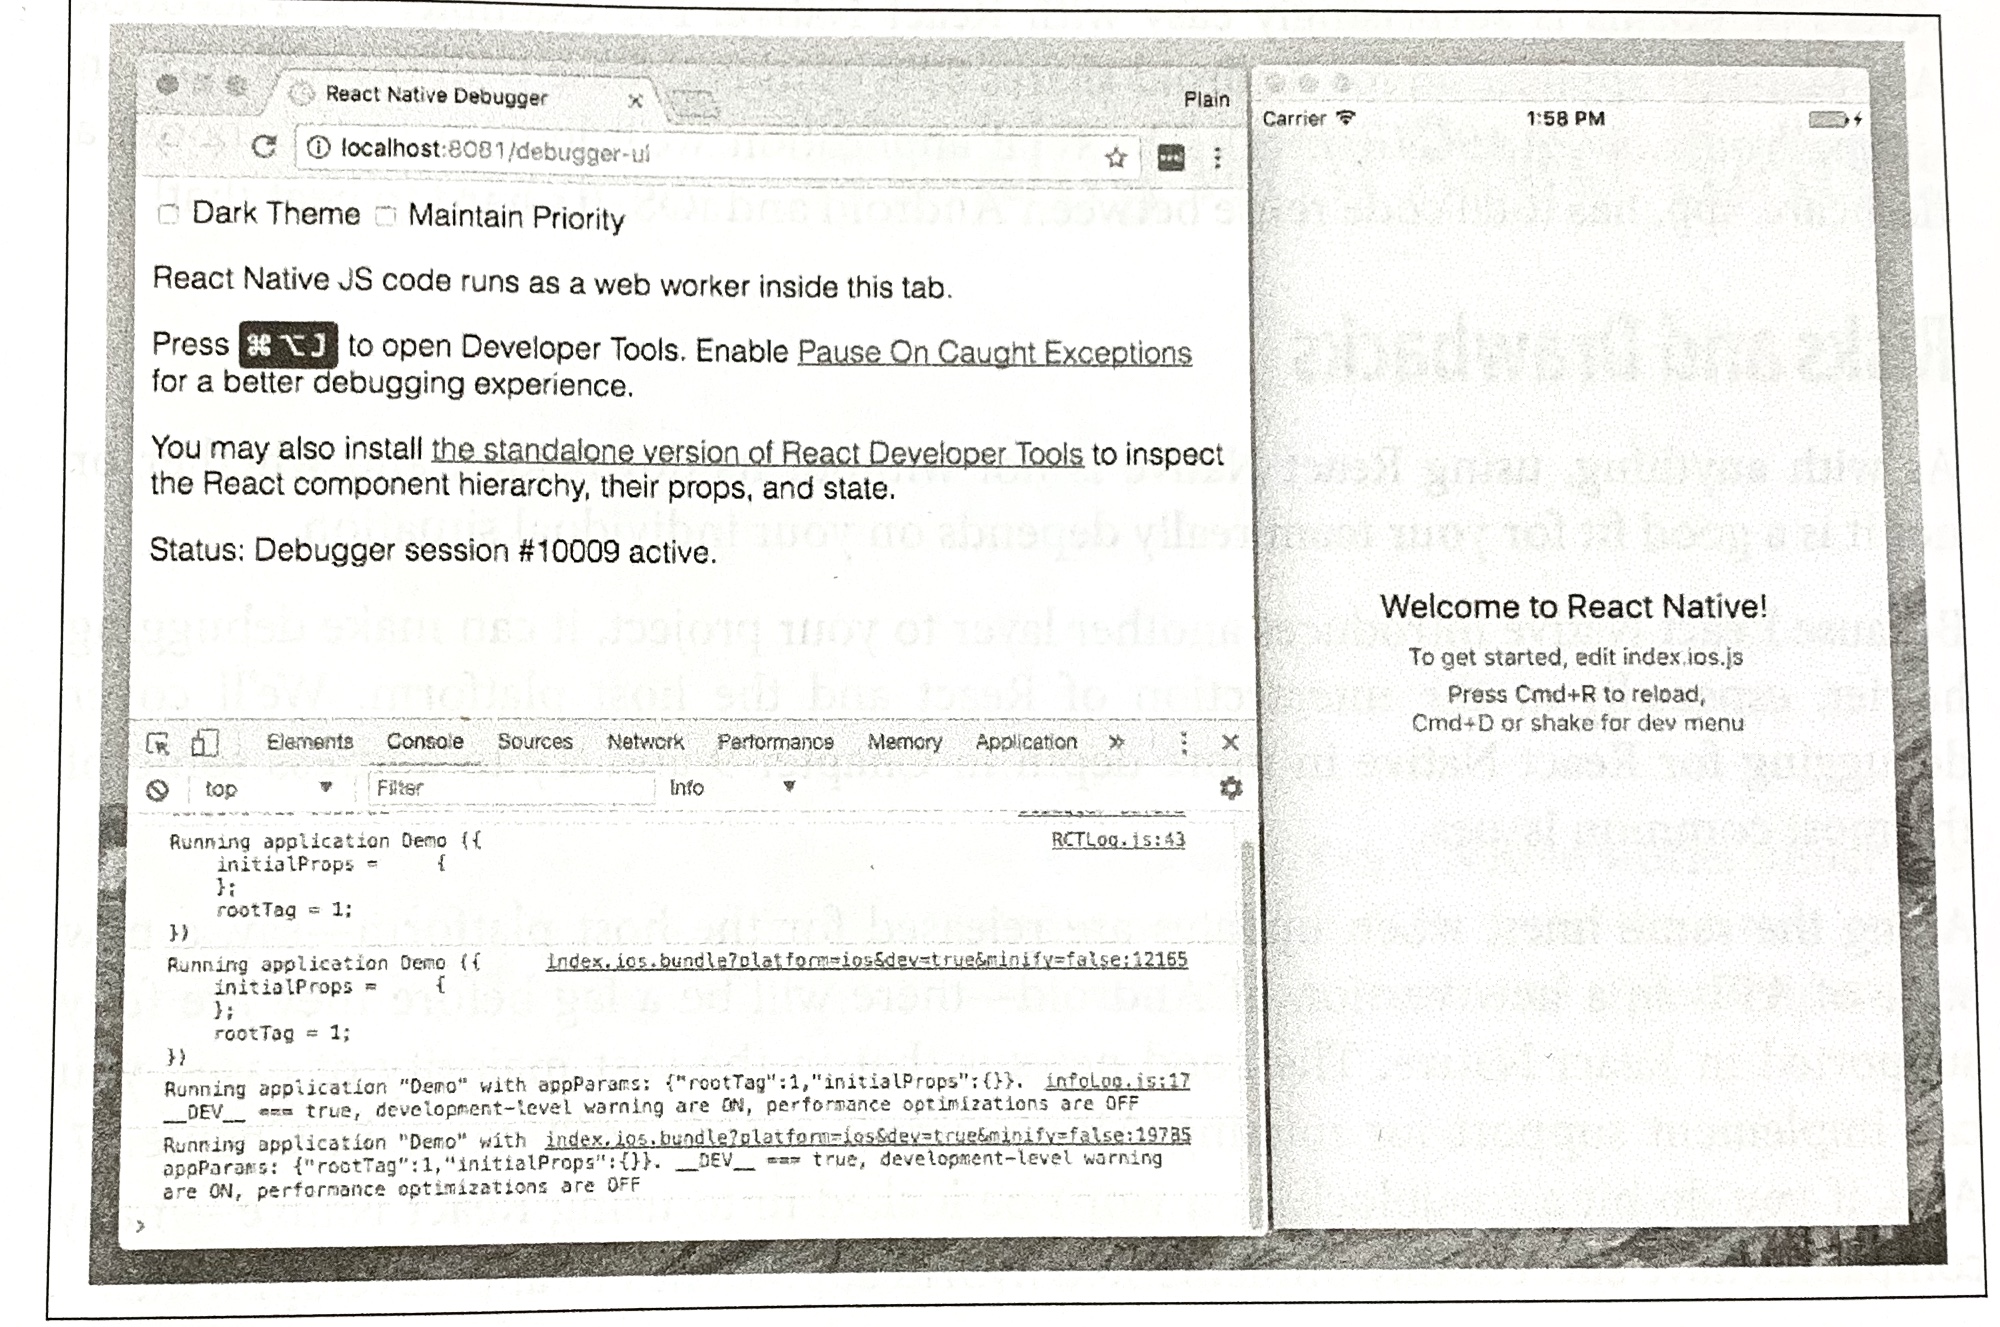 React Native Debugger
Plain
localhost:8081/debugger-ui
Dark Theme Maintain Priority
React Native JS code runs as a web worker inside this tab.
Press ⌘⌥J to open Developer Tools. Enable Pause On Caught Exceptions
for a better debugging experience.
You may also install the standalone version of React Developer Tools to inspect
the React component hierarchy, their props, and state.
Status: Debugger session #10009 active.
Elements Console Sources Network Performance Memory Application »
top Filter Info
Running application Demo ({ RCTLog.js:43
initialProps = {
};
rootTag = 1;
})
Running application Demo ({ index.ios.bundle?platform=ios&dev=true&minify=false:12165
initialProps = {
};
rootTag = 1;
})
Running application "Demo" with appParams: {"rootTag":1,"initialProps":{}}. infoLog.js:17
__DEV__ === true, development-level warning are ON, performance optimizations are OFF
Running application "Demo" with index.ios.bundle?platform=ios&dev=true&minify=false:19785
appParams: {"rootTag":1,"initialProps":{}}. __DEV__ === true, development-level warning
are ON, performance optimizations are OFF
>
Carrier 1:58 PM
Welcome to React Native!
To get started, edit index.ios.js
Press Cmd+R to reload,
Cmd+D or shake for dev menu